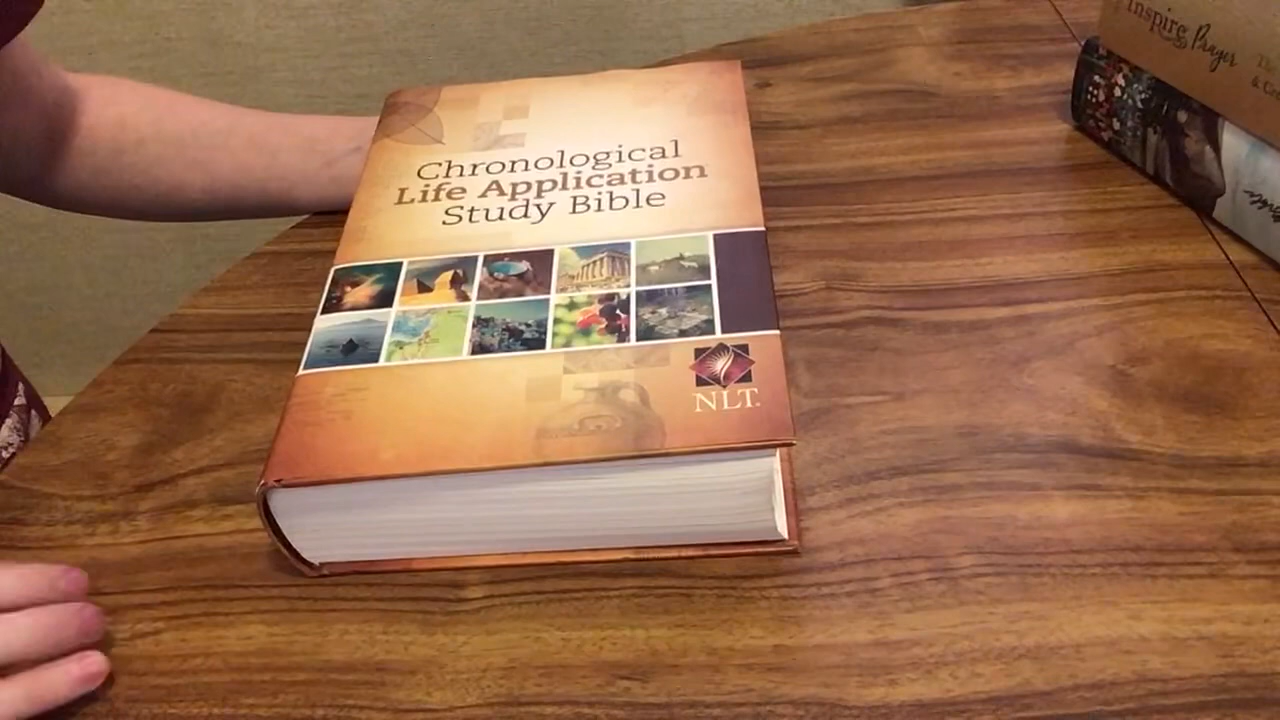 Chronological
Life Application
Study Bible
NLT.
Inspire Prayer
&